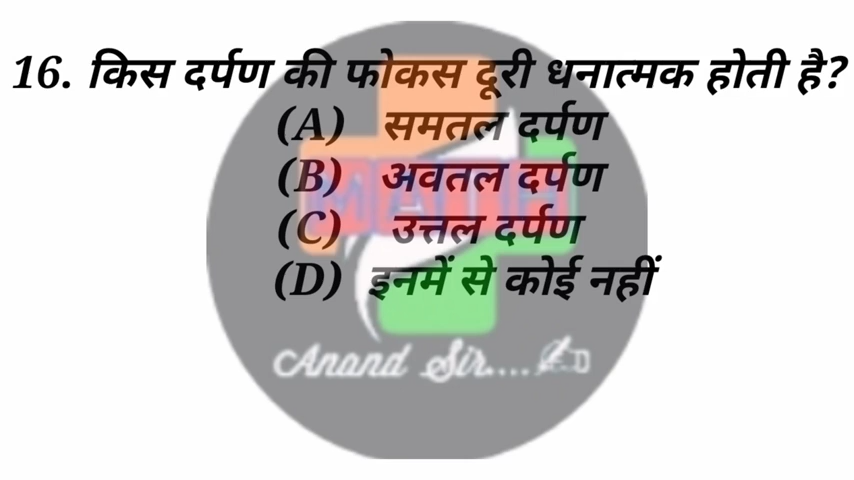 16. किस दर्पण की फोकस दूरी धनात्मक होती है?
(A) समतल दर्पण
(B) अवतल दर्पण
(C) उत्तल दर्पण
(D) इनमें से कोई नहीं
MATH
Anand Sir....✍